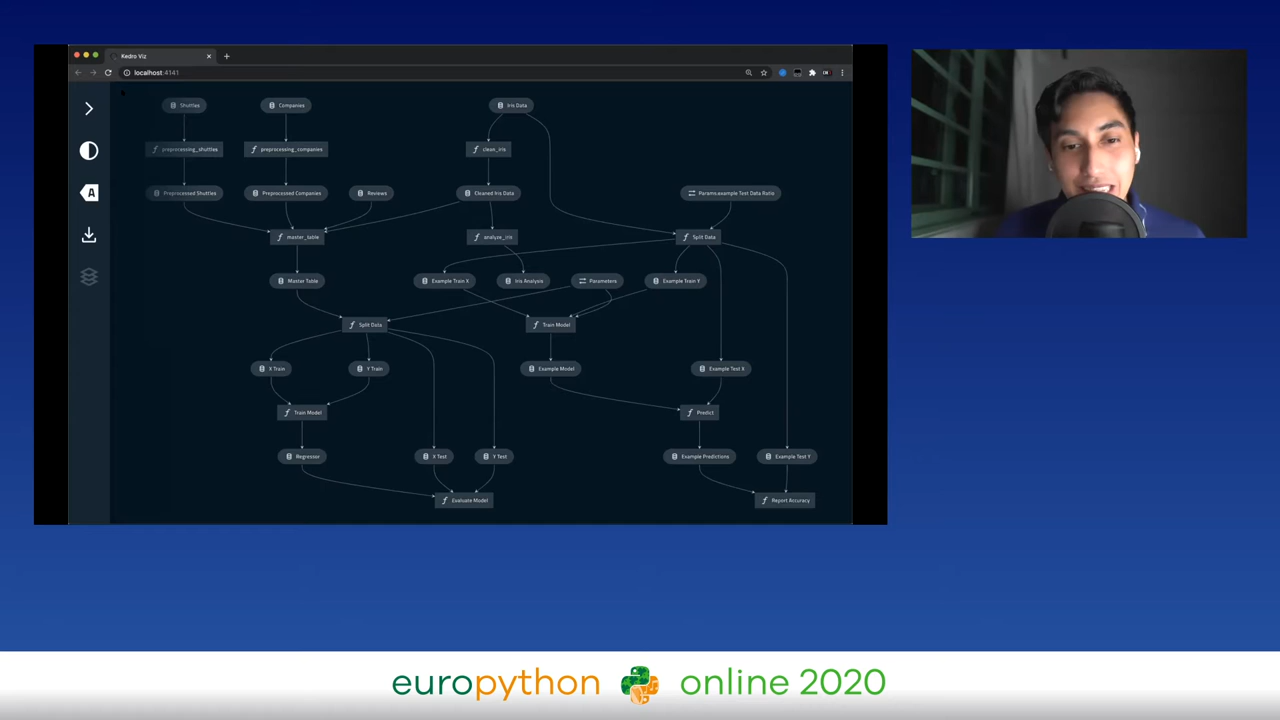 Kedro Viz
localhost:4141
Shuttles
Companies
Iris Data
preprocessing_shuttles
preprocessing_companies
clean_iris
Preprocessed Shuttles
Preprocessed Companies
Reviews
Cleaned Iris Data
Params:example Test Data Ratio
master_table
analyze_iris
Split Data
Master Table
Example Train X
Iris Analysis
Parameters
Example Train Y
Split Data
Train Model
X Train
Y Train
Example Model
Example Test X
Train Model
Predict
Regressor
X Test
Y Test
Example Predictions
Example Test Y
Evaluate Model
Report Accuracy
europython online 2020